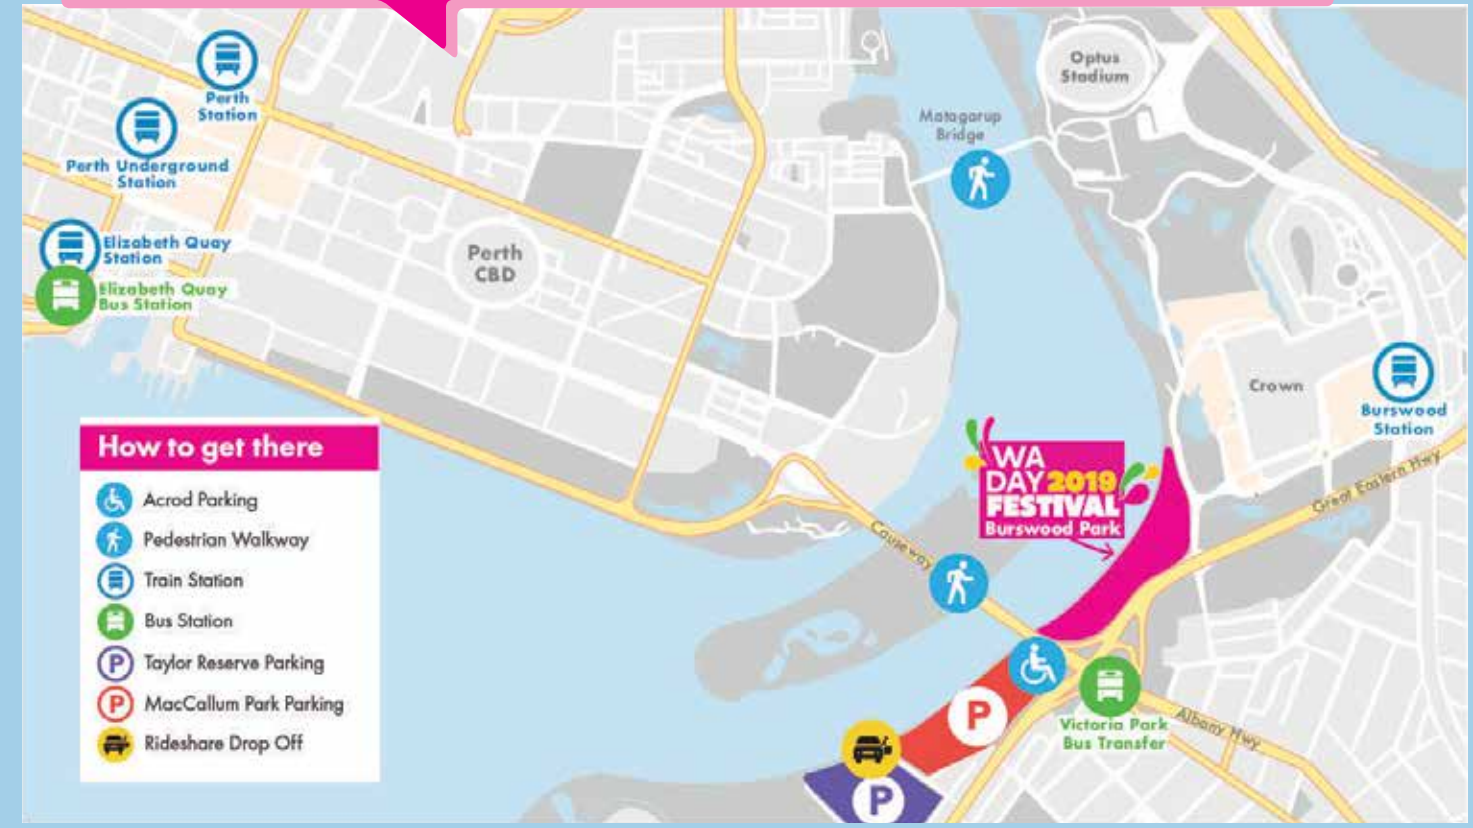 Perth
Station
Perth Underground
Station
Elizabeth Quay
Station
Elizabeth Quay
Bus Station
Perth
CBD
Matagarup
Bridge
Optus
Stadium
Crown
Burswood
Station
Great Eastern Hwy
WA
DAY 2019
FESTIVAL
Burswood Park
Causeway
Victoria Park
Bus Transfer
Albany Hwy
P
P
How to get there
Acrod Parking
Pedestrian Walkway
Train Station
Bus Station
P Taylor Reserve Parking
P MacCallum Park Parking
Rideshare Drop Off